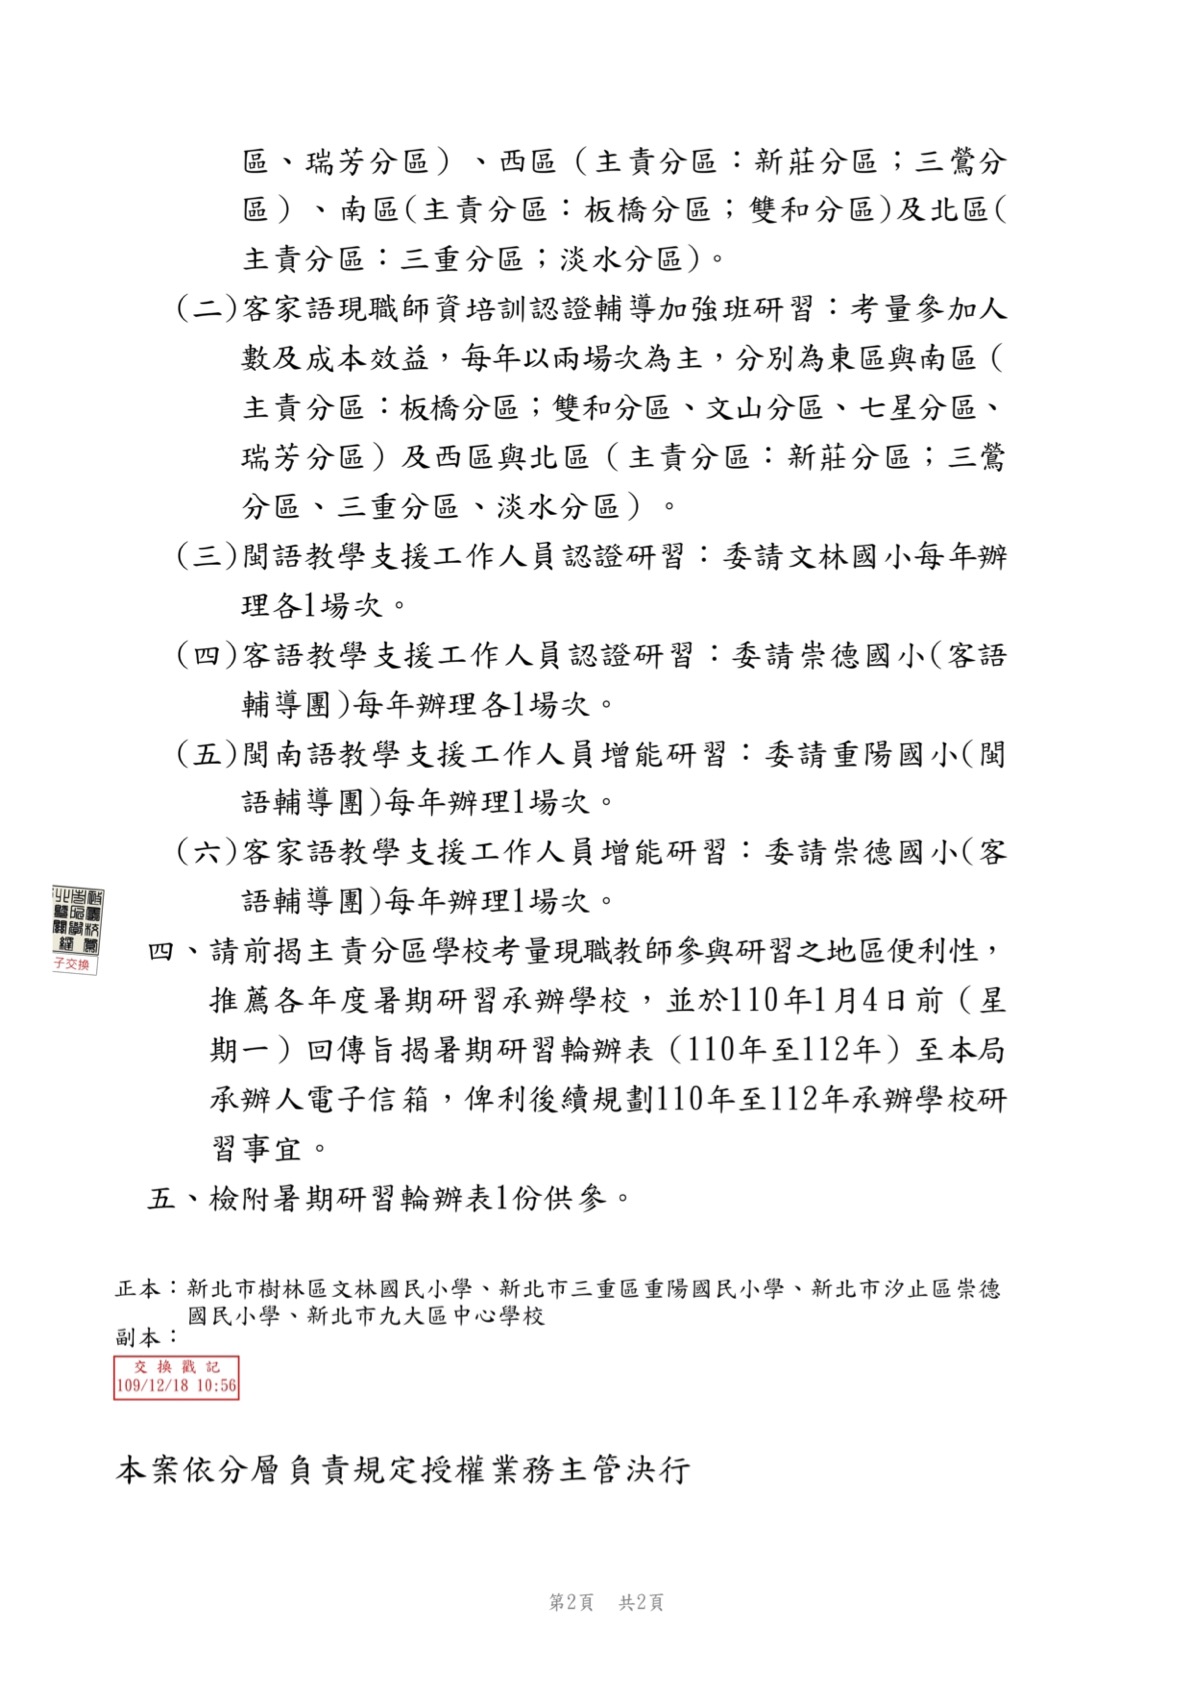 區、瑞芳分區）、西區（主責分區：新莊分區；三鶯分
區）、南區(主責分區：板橋分區；雙和分區)及北區(
主責分區：三重分區；淡水分區)。
(二)客家語現職師資培訓認證輔導加強班研習：考量參加人
數及成本效益，每年以兩場次為主，分別為東區與南區（
主責分區：板橋分區；雙和分區、文山分區、七星分區、
瑞芳分區）及西區與北區（主責分區：新莊分區；三鶯
分區、三重分區、淡水分區）。
(三)閩語教學支援工作人員認證研習：委請文林國小每年辦
理各1場次。
(四)客語教學支援工作人員認證研習：委請崇德國小(客語
輔導團)每年辦理各1場次。
(五)閩南語教學支援工作人員增能研習：委請重陽國小(閩
語輔導團)每年辦理1場次。
(六)客家語教學支援工作人員增能研習：委請崇德國小(客
語輔導團)每年辦理1場次。
子交換
四、請前揭主責分區學校考量現職教師參與研習之地區便利性，
推薦各年度暑期研習承辦學校，並於110年1月4日前（星
期一）回傳旨揭暑期研習輪辦表（110年至112年）至本局
承辦人電子信箱，俾利後續規劃110年至112年承辦學校研
習事宜。
五、檢附暑期研習輪辦表1份供參。
正本：新北市樹林區文林國民小學、新北市三重區重陽國民小學、新北市汐止區崇德
國民小學、新北市九大區中心學校
副本：
交換戳記
109/12/18 10:56
本案依分層負責規定授權業務主管決行
第2頁 共2頁